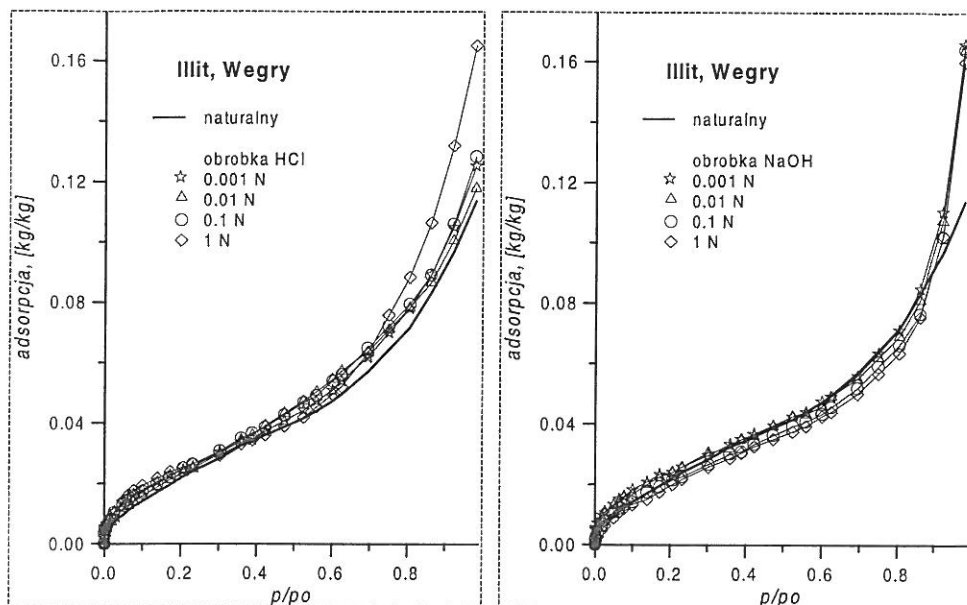 0.16
0.12
0.08
0.04
0.00
adsorpcja, [kg/kg]
Illit, Wegry
naturalny
obrobka HCl
0.001 N
0.01 N
0.1 N
1 N
0.0 0.2 0.4 0.6 0.8
p/po
0.16
0.12
0.08
0.04
0.00
adsorpcja, [kg/kg]
Illit, Wegry
naturalny
obrobka NaOH
0.001 N
0.01 N
0.1 N
1 N
0.0 0.2 0.4 0.6 0.8
p/po